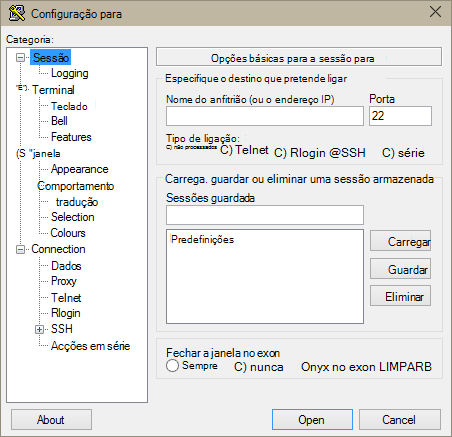 Configuração para
Categoria:
Sessão
Logging
"E") Terminal
Teclado
Bell
Features
(S "janela
Appearance
Comportamento
tradução
Selection
Colours
Connection
Dados
Proxy
Telnet
Rlogin
SSH
Acções em série
Opções básicas para a sessão para
Especifique o destino que pretende ligar
Nome do anfitrião (ou o endereço IP) Porta
22
Tipo de ligação:
C) não processados C) Telnet C) Rlogin @SSH C) série
Carrega. guardar ou eliminar uma sessão armazenada
Sessões guardada
Predefinições
Carregar
Guardar
Eliminar
Fechar a janela no exon
Sempre C) nunca Onyx no exon LIMPARB
About Open Cancel